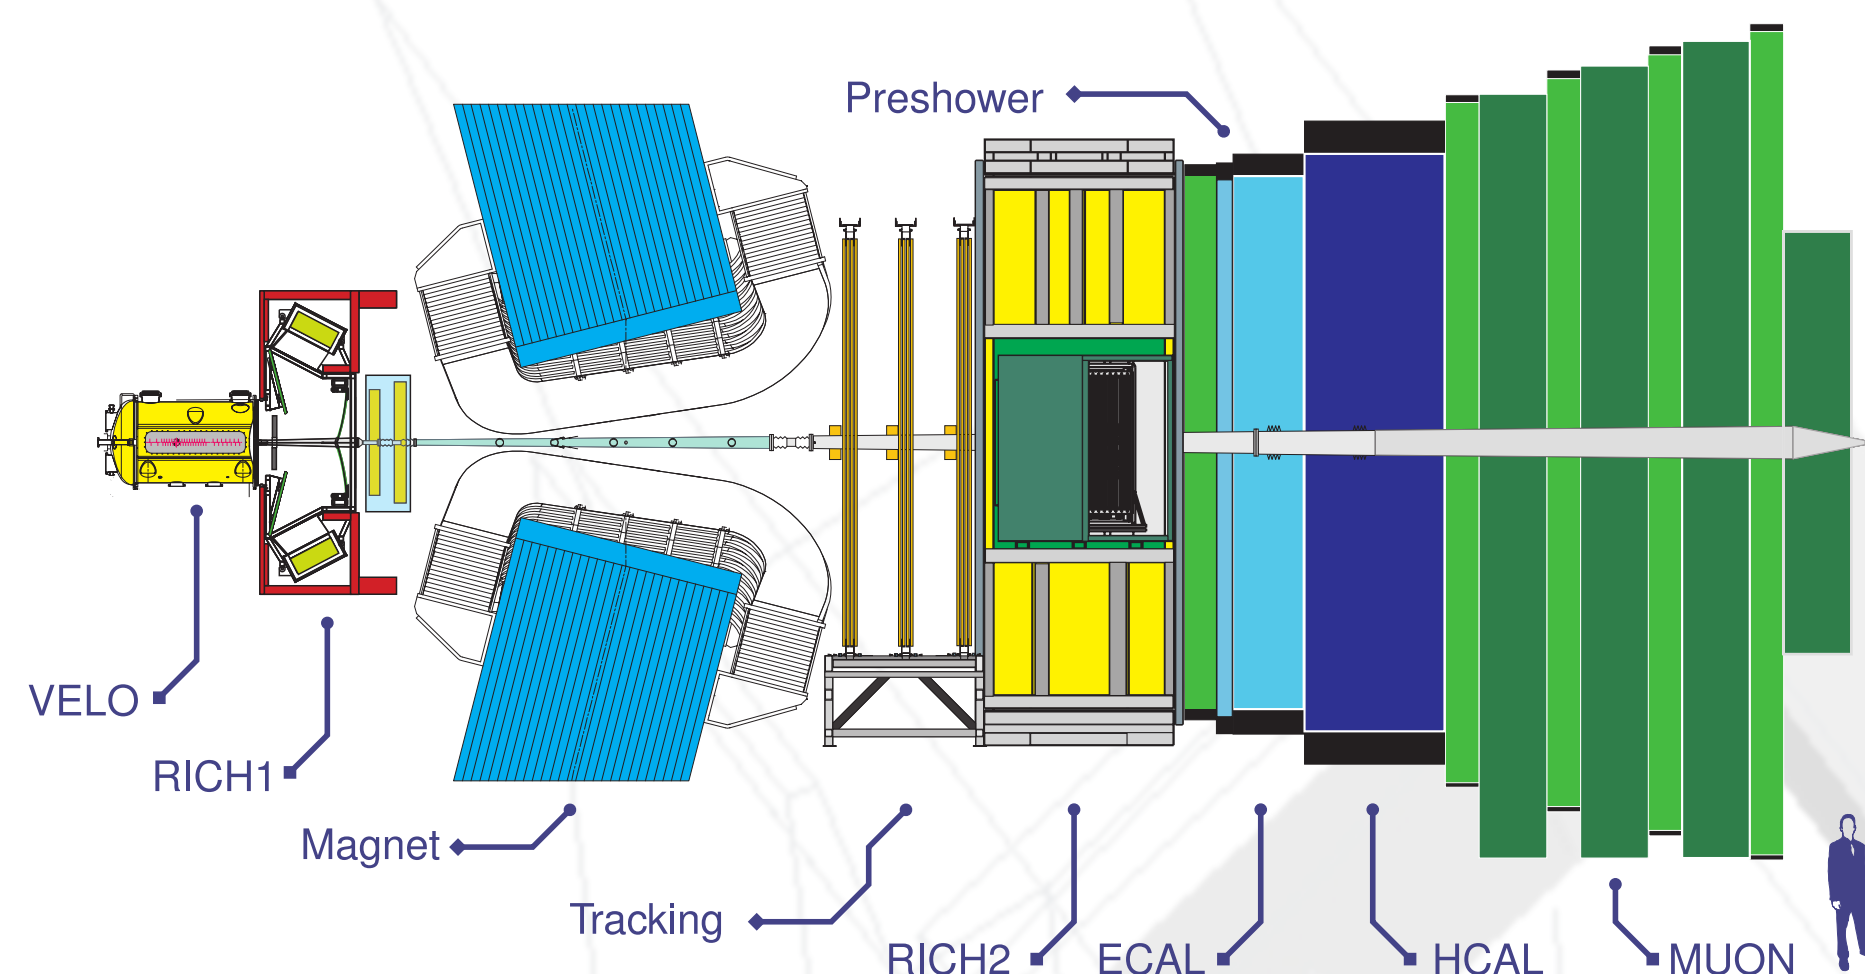 Preshower
VELO
RICH1
Magnet
Tracking
RICH2
ECAL
HCAL
MUON